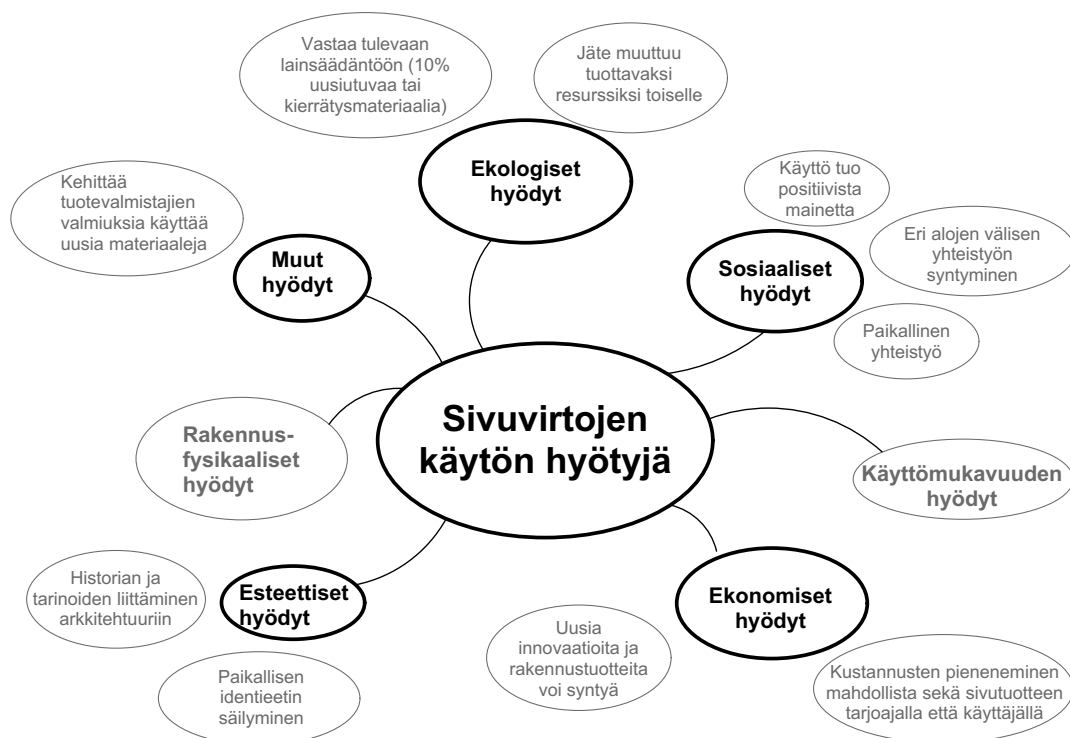 Vastaa tulevaan
lainsäädäntöön (10%
uusiutuvaa tai
kierrätysmateriaalia)
Jäte muuttuu
tuottavaksi
resurssiksi toiselle
Ekologiset
hyödyt
Kehittää
tuotevalmistajien
valmiuksia käyttää
uusia materiaaleja
Muut
hyödyt
Käyttö tuo
positiivista
mainetta
Eri alojen välisen
yhteistyön
syntyminen
Sosiaaliset
hyödyt
Paikallinen
yhteistyö
Sivuvirtojen
käytön hyötyjä
Rakennus-
fysikaaliset
hyödyt
Käyttömukavuuden
hyödyt
Historian ja
tarinoiden liittäminen
arkkitehtuuriin
Esteettiset
hyödyt
Paikallisen
identieetin
säilyminen
Ekonomiset
hyödyt
Uusia
innovaatioita ja
rakennustuotteita
voi syntyä
Kustannusten pieneneminen
mahdollista sekä sivutuotteen
tarjoajalla että käyttäjällä